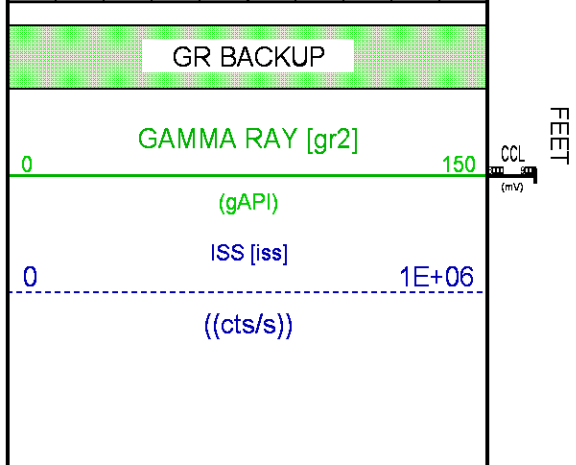 GR BACKUP
GAMMA RAY [gr2]
0 150
(gAPI)
ISS [iss]
0 1E+06
((cts/s))
CCL
(mV)
FEET